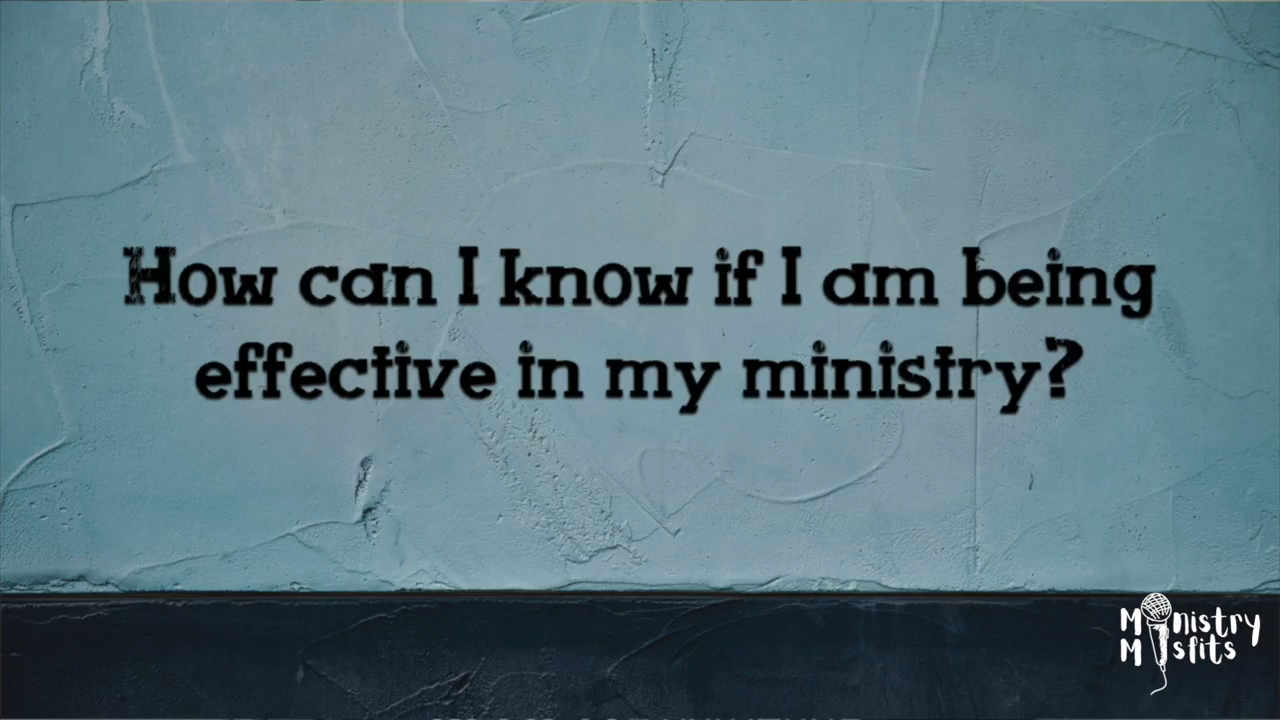 How can I know if I am being
effective in my ministry?
Ministry
Misfits